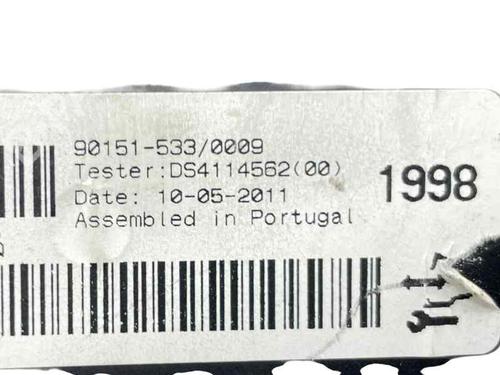 90151-533/0009
Tester:DS4114562(00)
Date: 10-05-2011
Assembled in Portugal
1998
Q